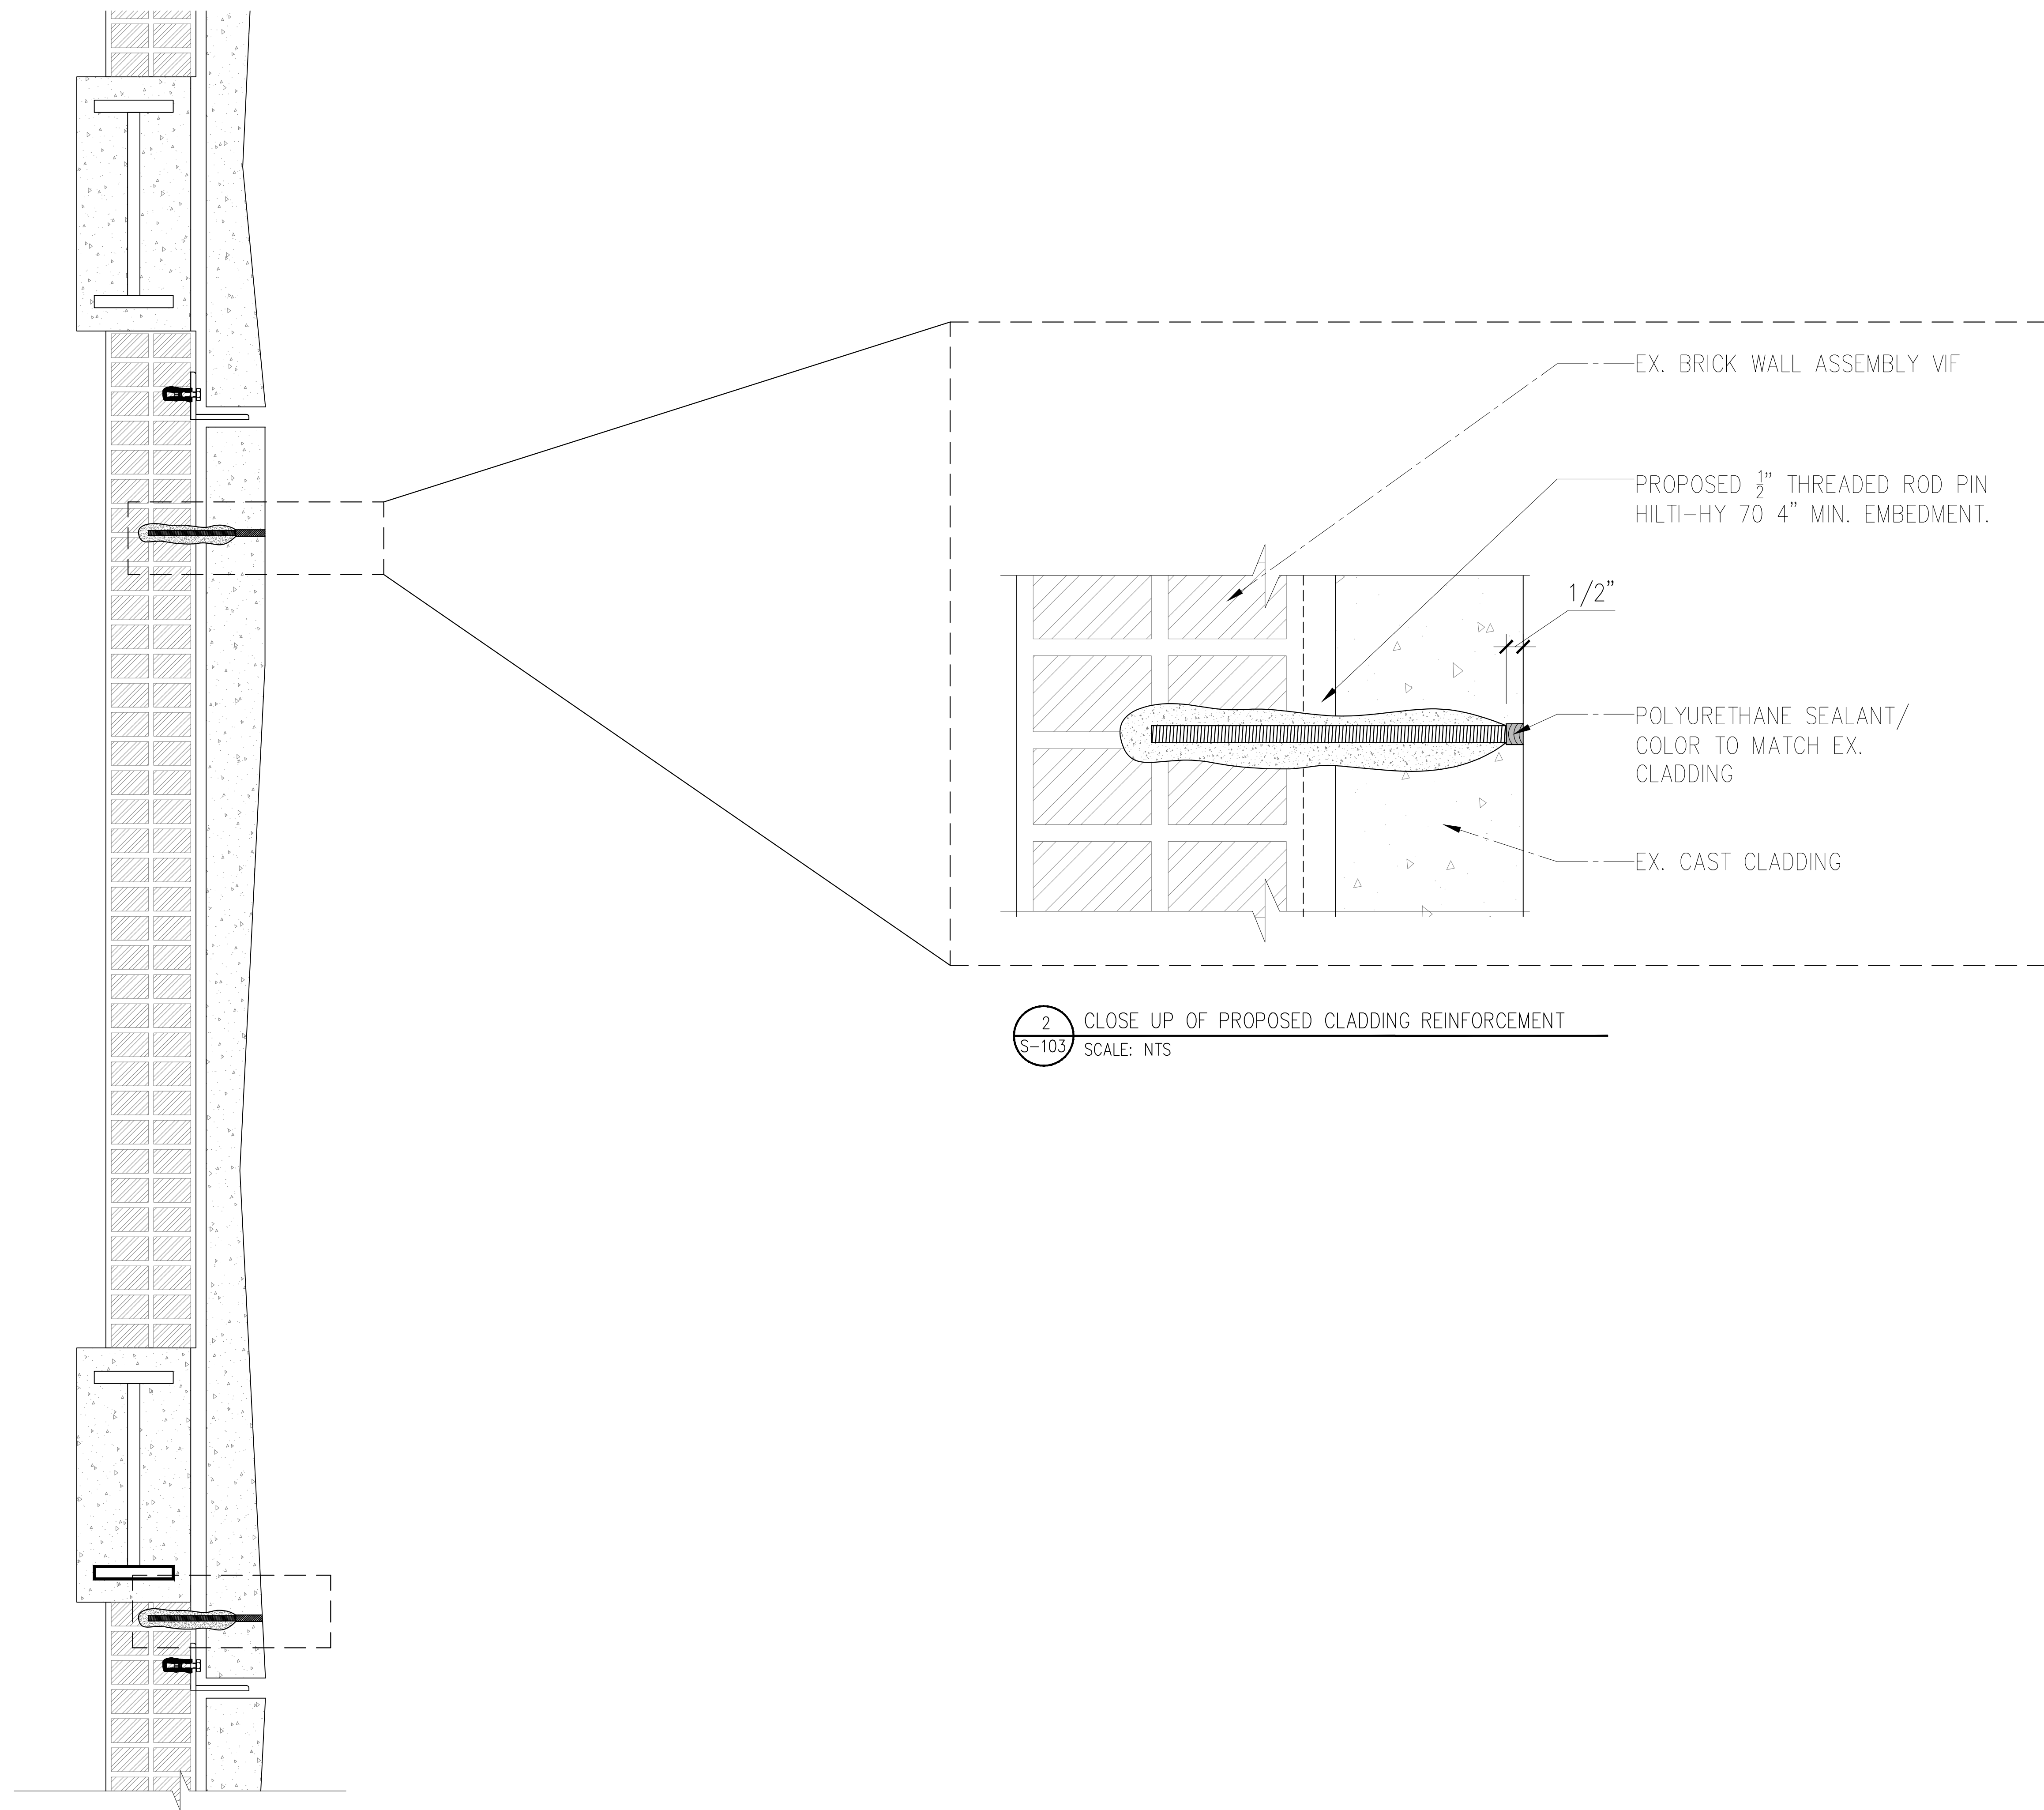 EX. BRICK WALL ASSEMBLY VIF
PROPOSED 1/2" THREADED ROD PIN
HILTI-HY 70 4" MIN. EMBEDMENT.
1/2"
POLYURETHANE SEALANT/
COLOR TO MATCH EX.
CLADDING
EX. CAST CLADDING
2
S-103
CLOSE UP OF PROPOSED CLADDING REINFORCEMENT
SCALE: NTS